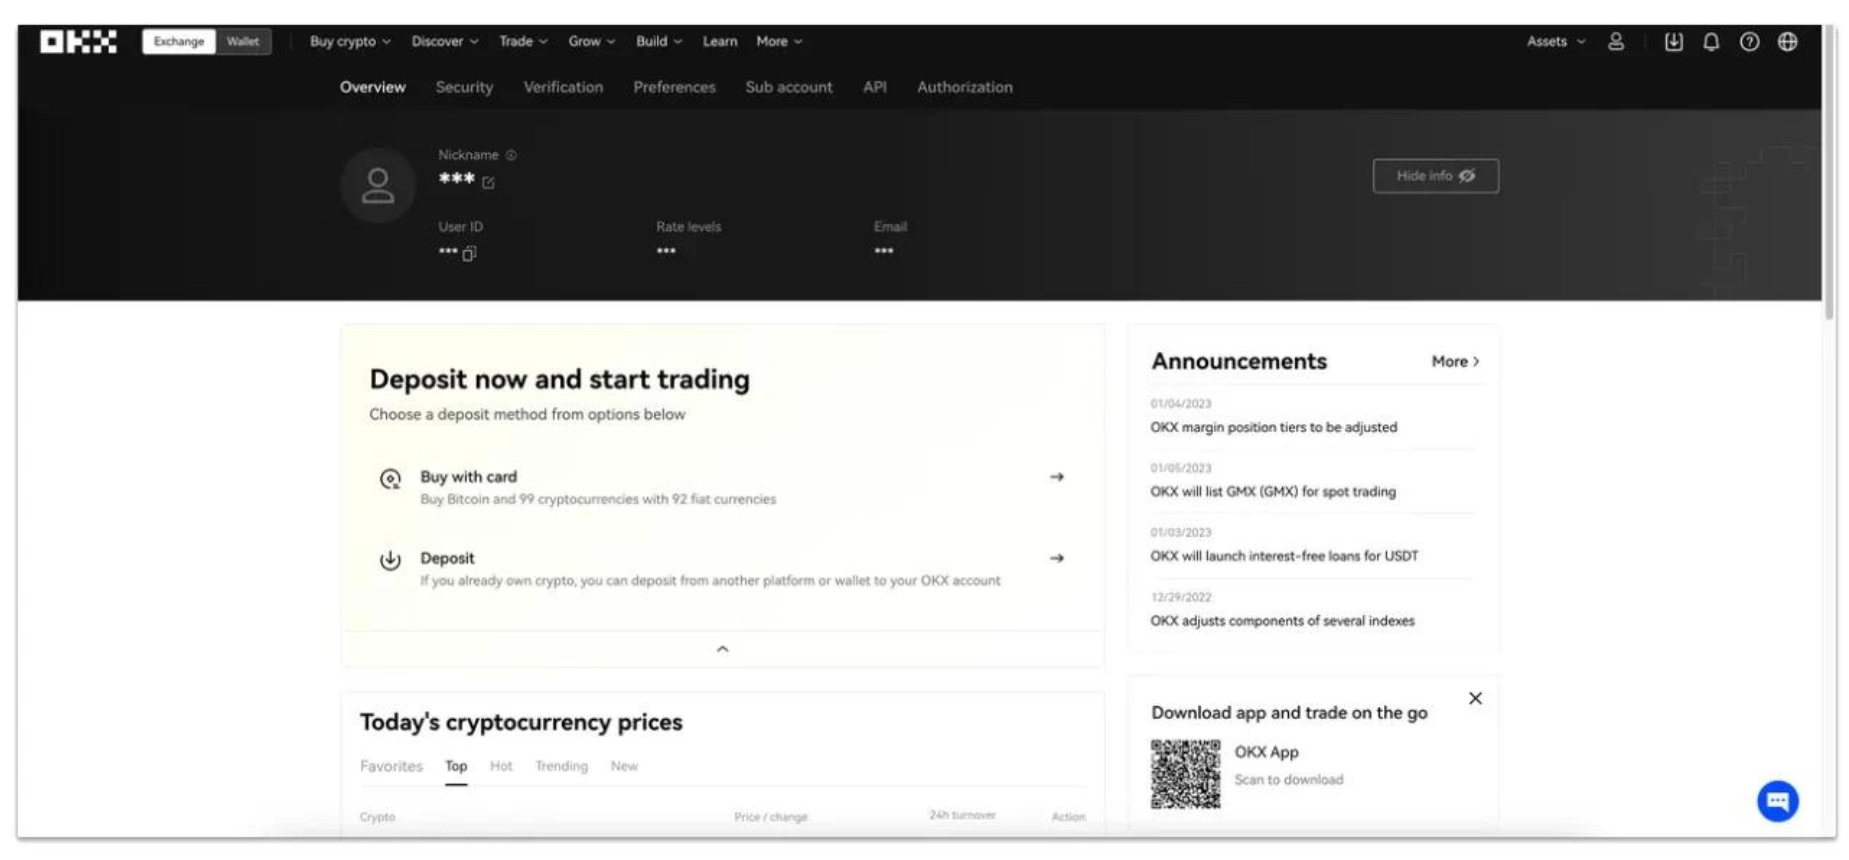 OKX Exchange Wallet Buy crypto Discover Trade Grow Build Learn More Assets
Overview Security Verification Preferences Sub account API Authorization
Nickname
***
Hide info
User ID Rate levels Email
*** *** ***
Deposit now and start trading
Choose a deposit method from options below
Buy with card
Buy Bitcoin and 99 cryptocurrencies with 92 fiat currencies
Deposit
If you already own crypto, you can deposit from another platform or wallet to your OKX account
Announcements More >
01/04/2023
OKX margin position tiers to be adjusted
01/05/2023
OKX will list GMX (GMX) for spot trading
01/03/2023
OKX will launch interest-free loans for USDT
12/29/2022
OKX adjusts components of several indexes
Today's cryptocurrency prices
Favorites Top Hot Trending New
Crypto Price / change 24h turnover Action
Download app and trade on the go
OKX App
Scan to download